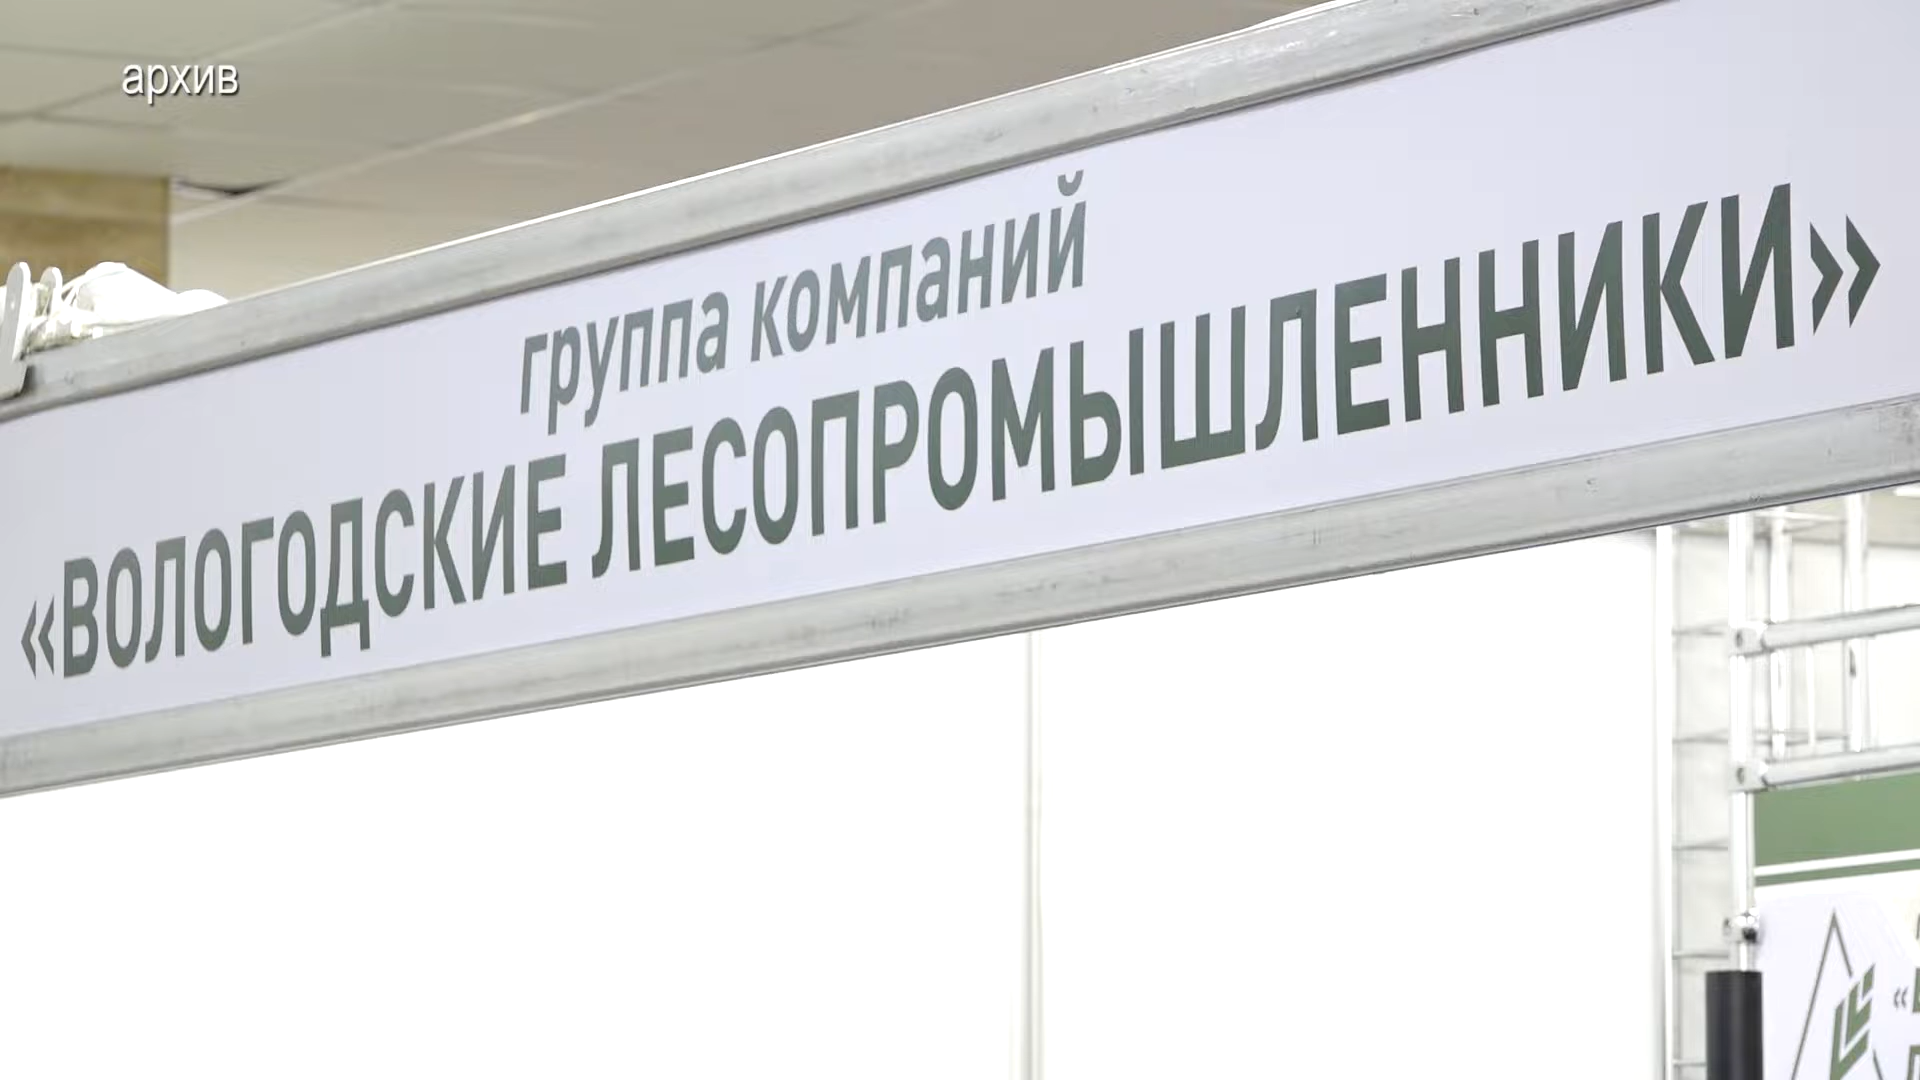 архив
группа компаний
«ВОЛОГОДСКИЕ ЛЕСОПРОМЫШЛЕННИКИ»